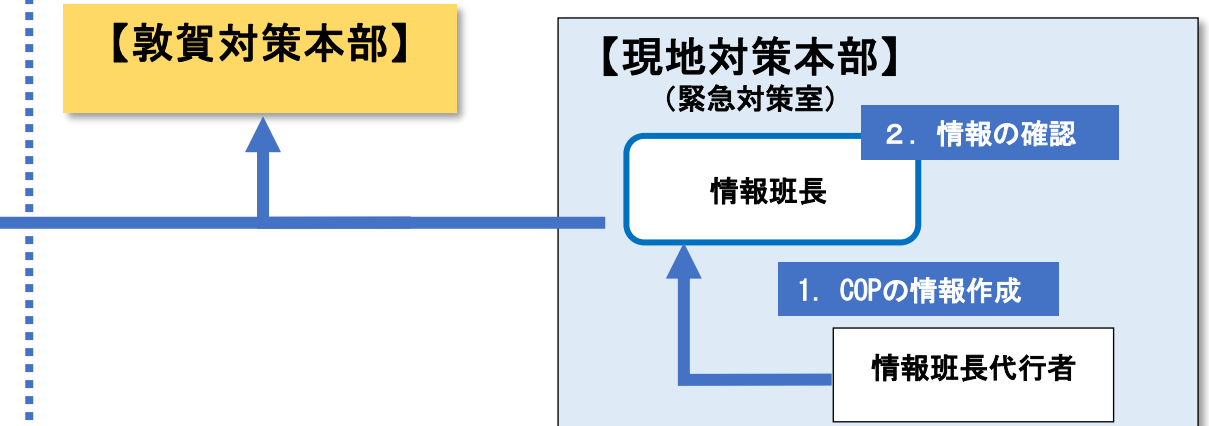 【敦賀対策本部】
【現地対策本部】
（緊急対策室）
２．情報の確認
情報班長
1. COPの情報作成
情報班長代行者